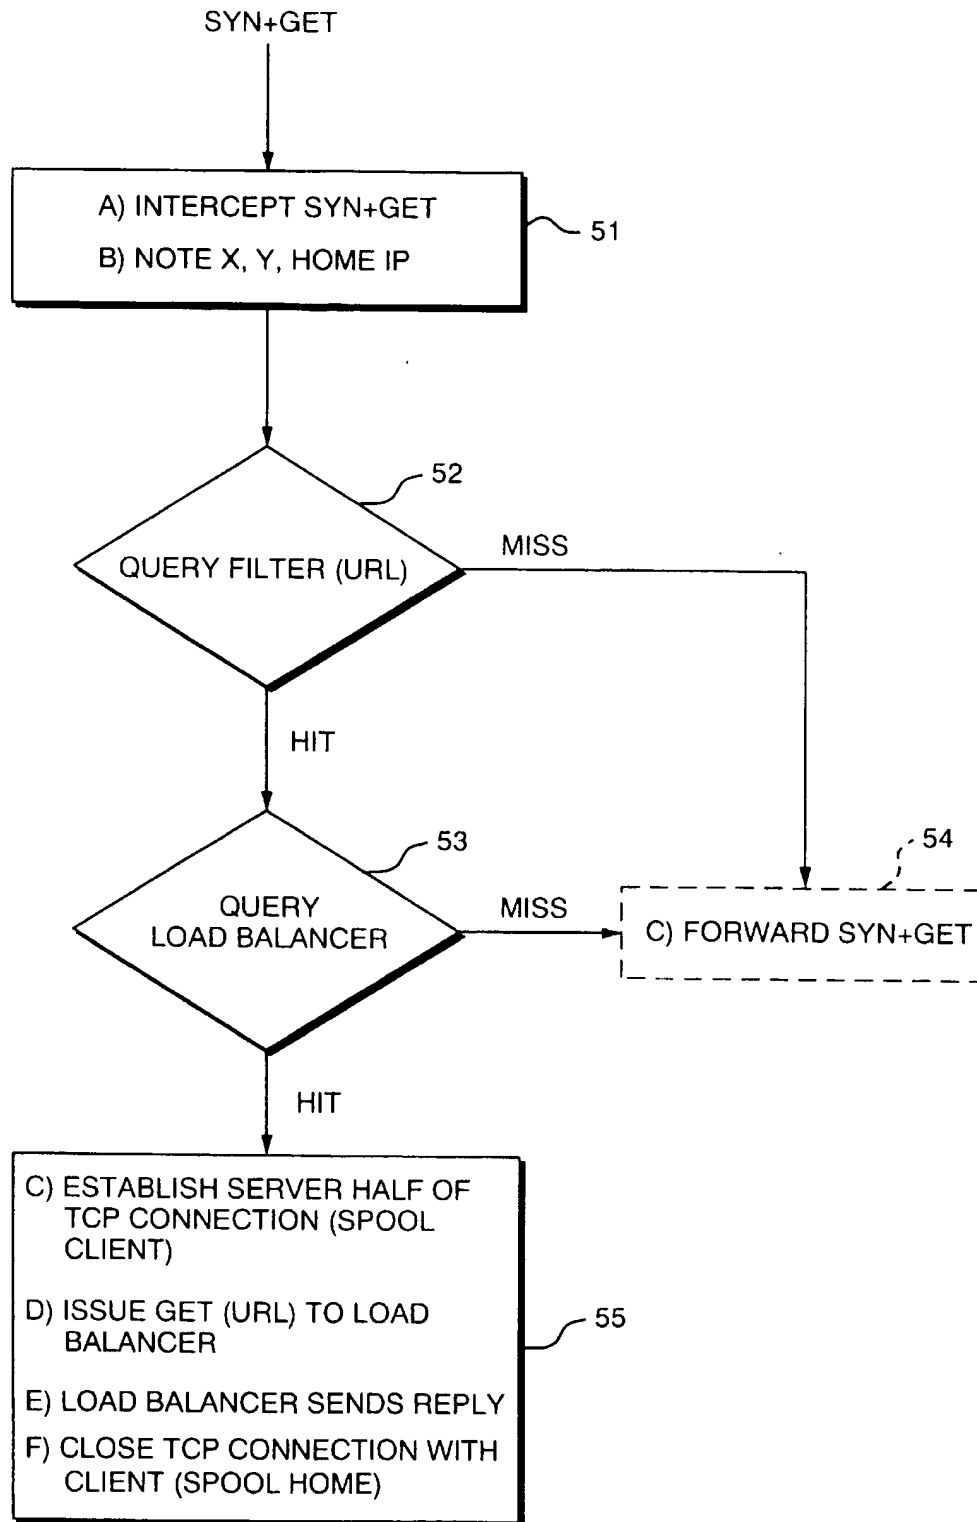 SYN+GET
A) INTERCEPT SYN+GET
B) NOTE X, Y, HOME IP
51
52
QUERY FILTER (URL)
MISS
HIT
53
QUERY
LOAD BALANCER
MISS
54
C) FORWARD SYN+GET
HIT
C) ESTABLISH SERVER HALF OF
TCP CONNECTION (SPOOL
CLIENT)
D) ISSUE GET (URL) TO LOAD
BALANCER
55
E) LOAD BALANCER SENDS REPLY
F) CLOSE TCP CONNECTION WITH
CLIENT (SPOOL HOME)